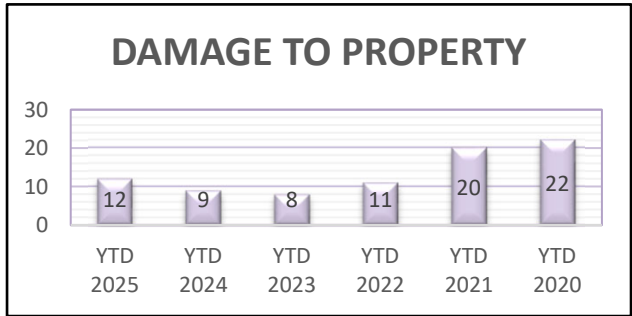 DAMAGE TO PROPERTY
30
20
10
0
12 9 8 11 20 22
YTD YTD YTD YTD YTD YTD
2025 2024 2023 2022 2021 2020